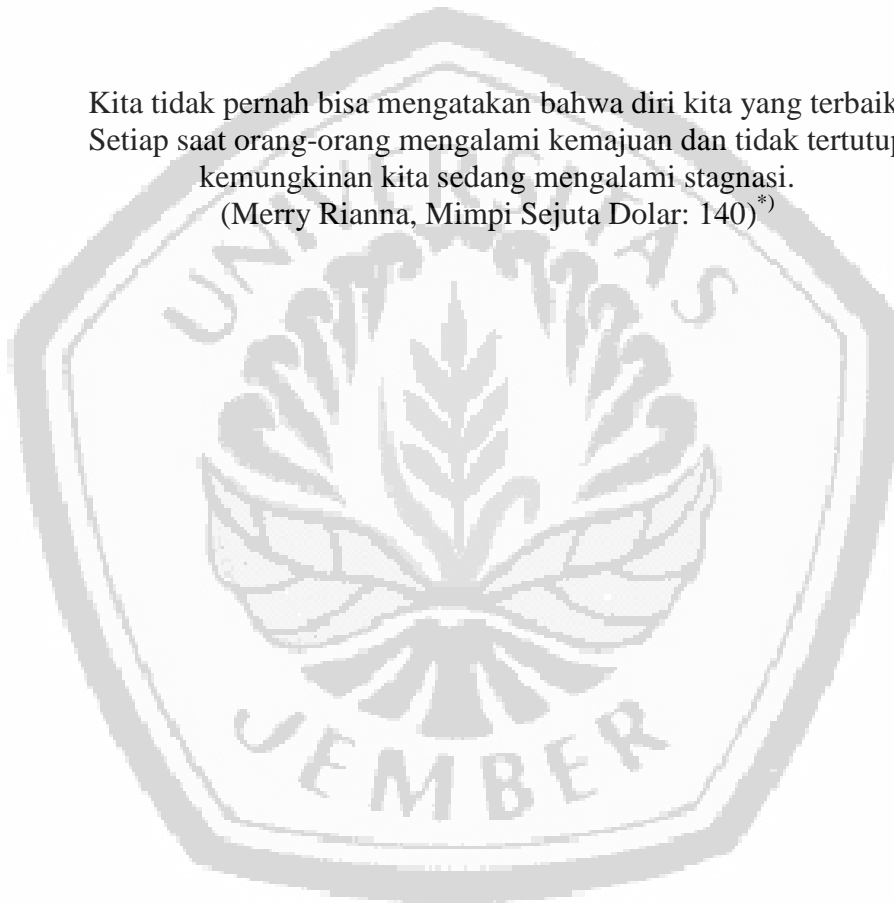 Kita tidak pernah bisa mengatakan bahwa diri kita yang terbaik
Setiap saat orang-orang mengalami kemajuan dan tidak tertutup
kemungkinan kita sedang mengalami stagnasi.
(Merry Rianna, Mimpi Sejuta Dolar: 140)*)
UNIVERSITAS
JEMBER